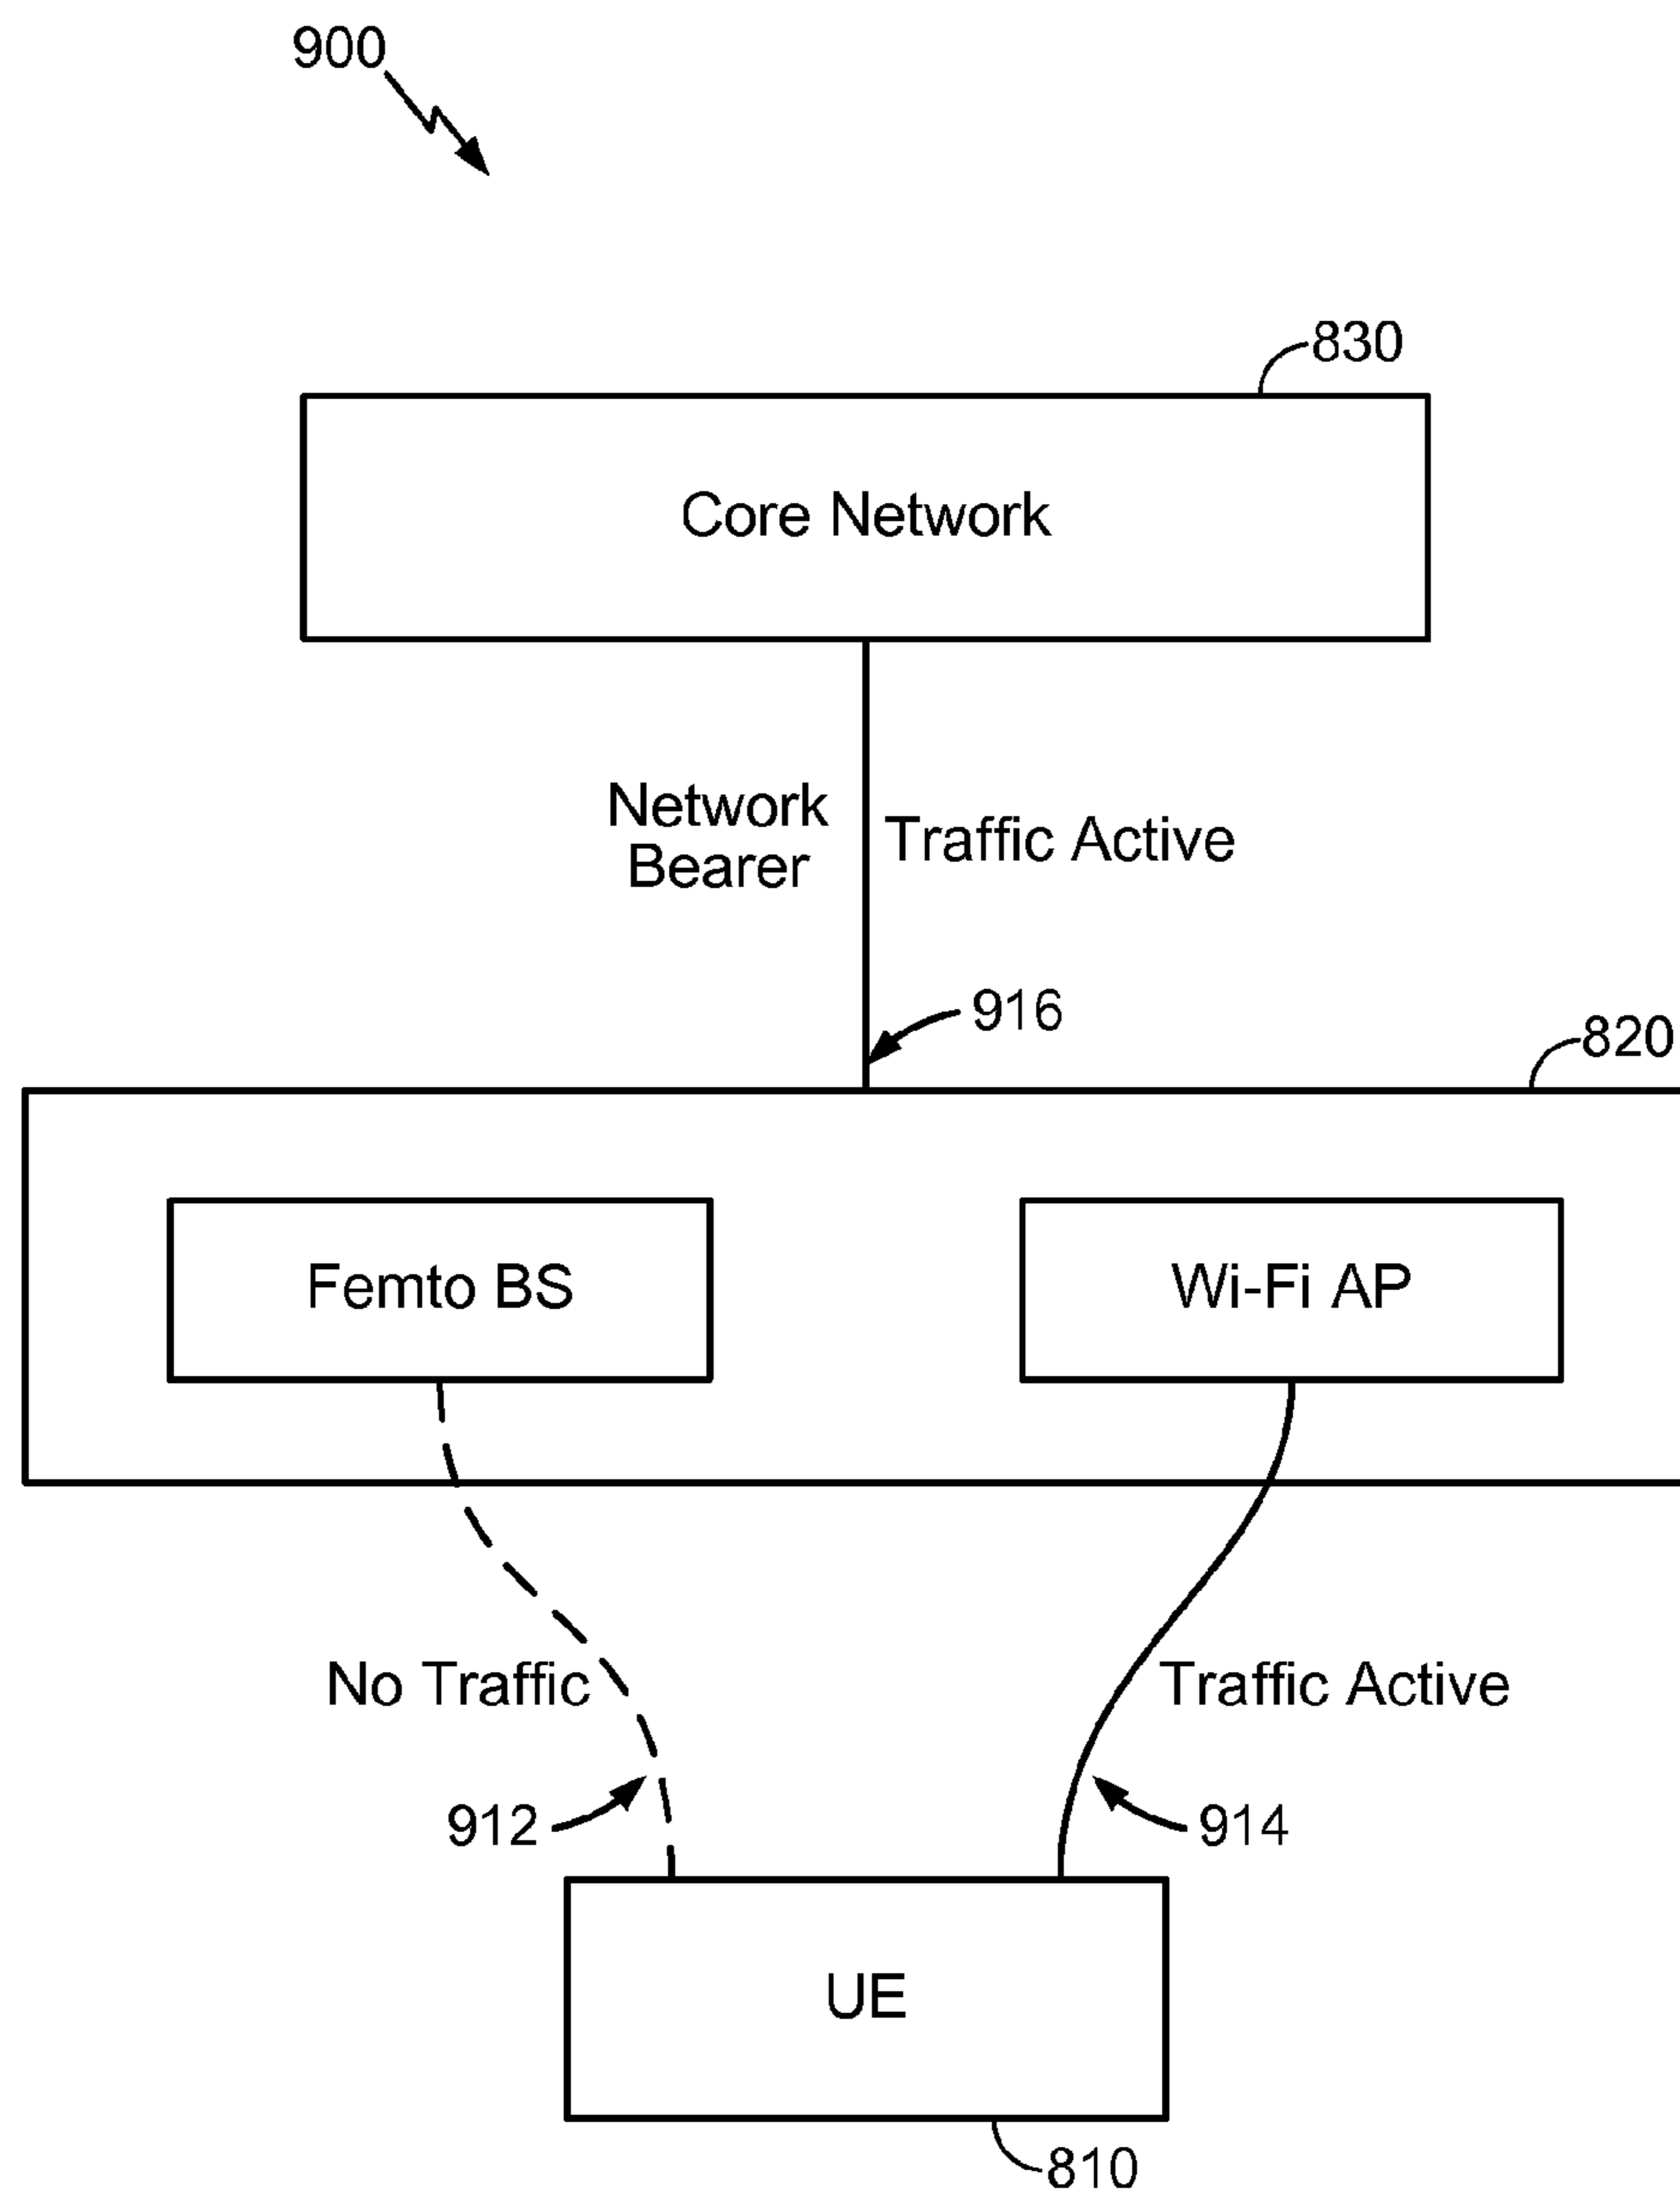 900
830
Core Network
Network
Bearer
Traffic Active
916
820
Femto BS
Wi-Fi AP
No Traffic
Traffic Active
912
914
UE
810